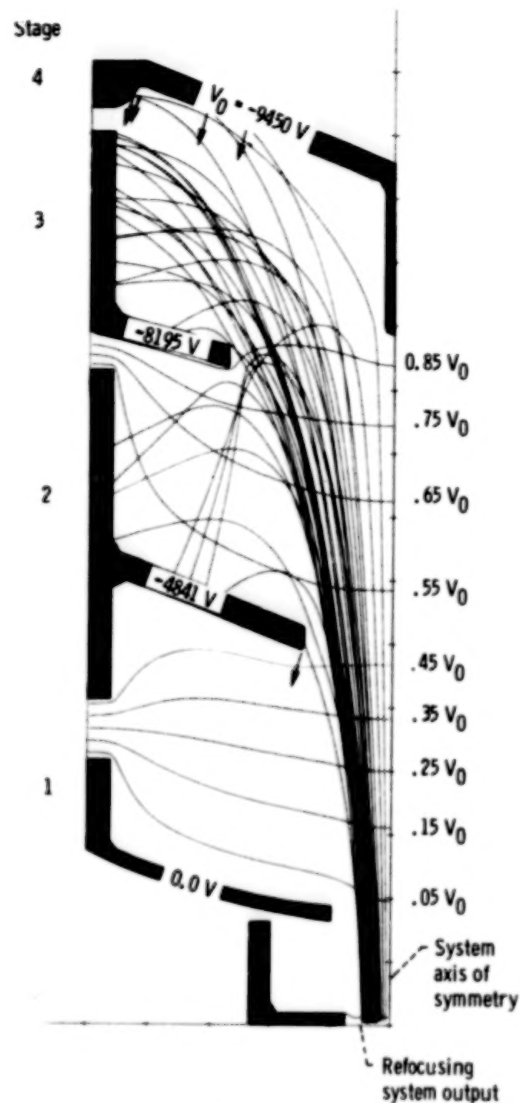 Stage
4
V0 = -9450 V
3
-8195 V
0.85 V0
.75 V0
2
.65 V0
-4841 V
.55 V0
.45 V0
.35 V0
1
.25 V0
.15 V0
0.0 V
.05 V0
System
axis of
symmetry
Refocusing
system output